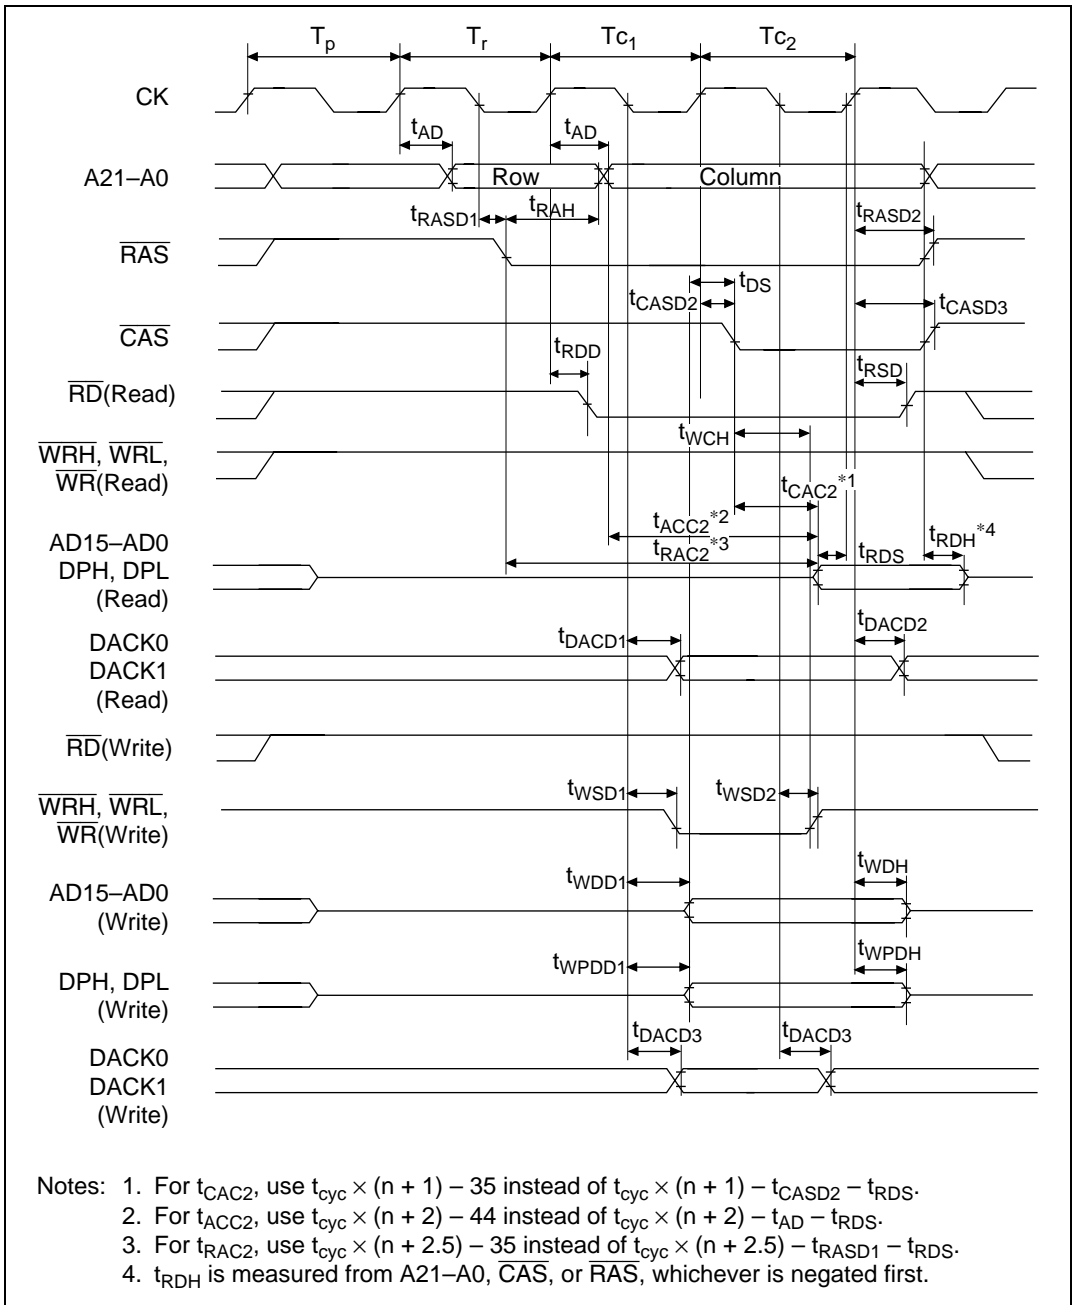 Tp Tr Tc1 Tc2
CK
tAD tAD
A21–A0 Row Column
tRASD1 tRAH tRASD2
RAS
tDS
tCASD2 tCASD3
CAS
tRDD tRSD
RD(Read)
tWCH
WRH, WRL,
WR(Read)
tCAC2*1
tACC2*2
AD15–AD0 tRAC2*3 tRDS tRDH*4
DPH, DPL
(Read)
DACK0 tDACD1 tDACD2
DACK1
(Read)
RD(Write)
WRH, WRL, tWSD1 tWSD2
WR(Write)
AD15–AD0 tWDD1 tWDH
(Write)
DPH, DPL tWPDD1 tWPDH
(Write)
DACK0 tDACD3 tDACD3
DACK1
(Write)
Notes: 1. For tCAC2, use tcyc × (n + 1) – 35 instead of tcyc × (n + 1) – tCASD2 – tRDS.
2. For tACC2, use tcyc × (n + 2) – 44 instead of tcyc × (n + 2) – tAD – tRDS.
3. For tRAC2, use tcyc × (n + 2.5) – 35 instead of tcyc × (n + 2.5) – tRASD1 – tRDS.
4. tRDH is measured from A21–A0, CAS, or RAS, whichever is negated first.